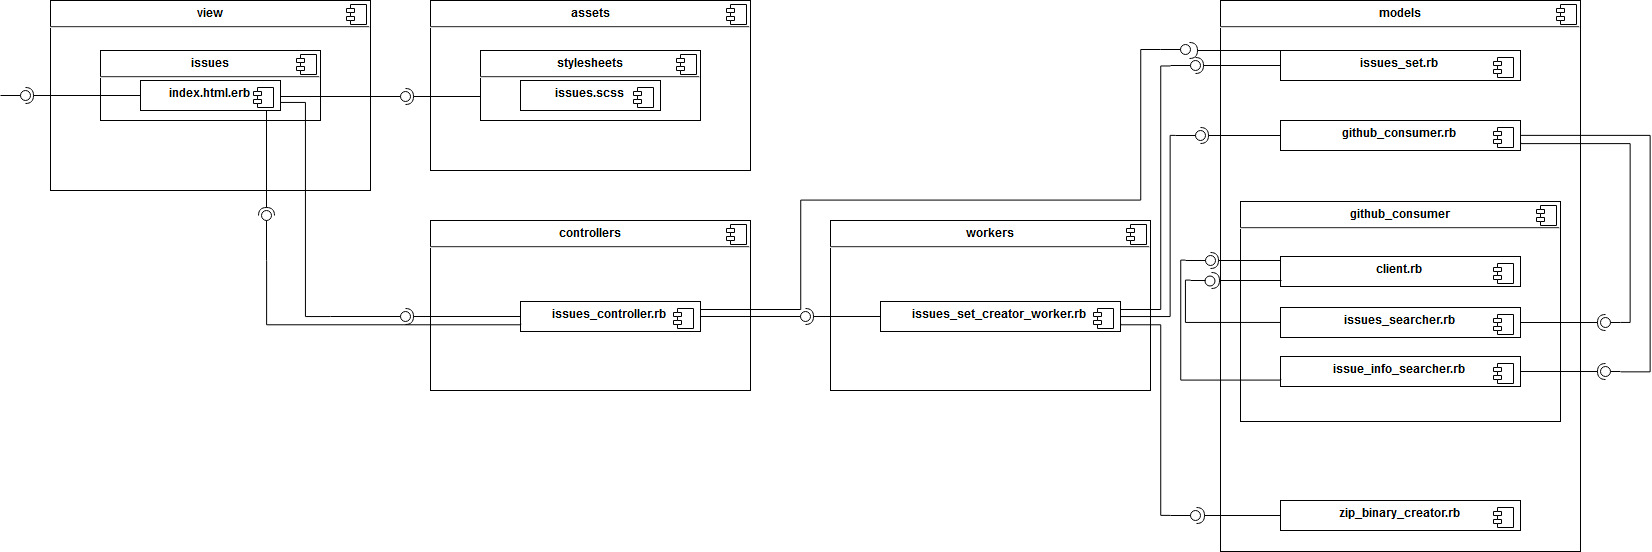 view
issues
index.html.erb
assets
stylesheets
issues.scss
controllers
issues_controller.rb
workers
issues_set_creator_worker.rb
models
issues_set.rb
github_consumer.rb
github_consumer
client.rb
issues_searcher.rb
issue_info_searcher.rb
zip_binary_creator.rb